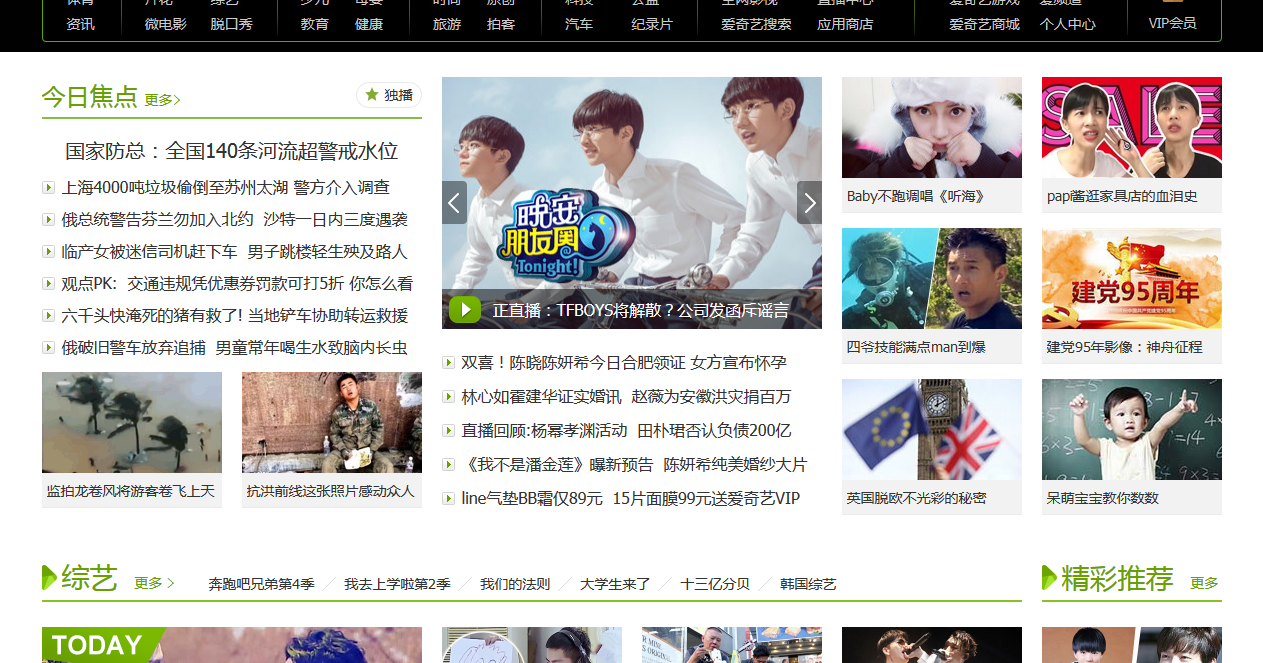 资讯 微电影 脱口秀 教育 健康 旅游 拍客 汽车 纪录片 爱奇艺搜索 应用商店 爱奇艺商城 个人中心 VIP会员
今日焦点 更多> 独播
国家防总：全国140条河流超警戒水位
上海4000吨垃圾偷倒至苏州太湖 警方介入调查
俄总统警告芬兰勿加入北约 沙特一日内三度遇袭
临产女被迷信司机赶下车 男子跳楼轻生殃及路人
观点PK: 交通违规凭优惠券罚款可打5折 你怎么看
六千头快淹死的猪有救了! 当地铲车协助转运救援
俄破旧警车放弃追捕 男童常年喝生水致脑内长虫
监拍龙卷风将游客卷飞上天
抗洪前线这张照片感动众人
晚安
朋友圈
Tonight!
正直播：TFBOYS将解散？公司发函斥谣言
双喜！陈晓陈妍希今日合肥领证 女方宣布怀孕
林心如霍建华证实婚讯 赵薇为安徽洪灾捐百万
直播回顾:杨幂孝渊活动 田朴珺否认负债200亿
《我不是潘金莲》曝新预告 陈妍希纯美婚纱大片
line气垫BB霜仅89元 15片面膜99元送爱奇艺VIP
Baby不跑调唱《听海》
SALE
papi酱逛家具店的血泪史
四爷技能满点man到爆
建党95周年
建党95年影像：神舟征程
英国脱欧不光彩的秘密
呆萌宝宝教你数数
综艺 更多> 奔跑吧兄弟第4季 我去上学啦第2季 我们的法则 大学生来了 十三亿分贝 韩国综艺
精彩推荐 更多
TODAY